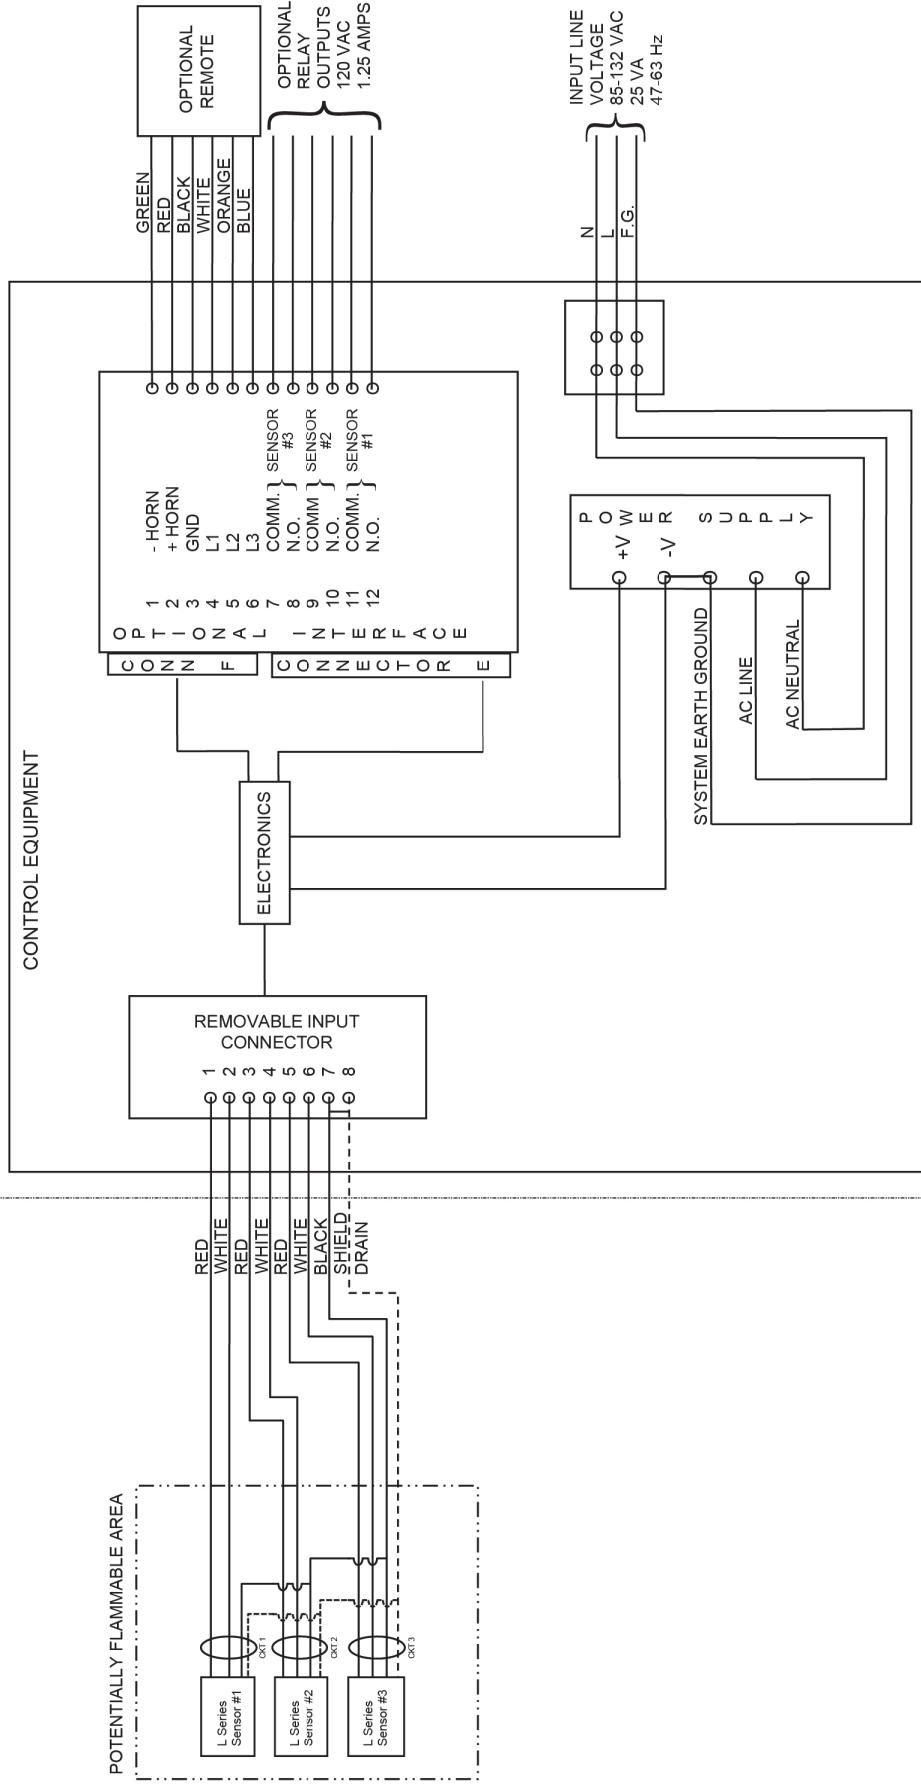 OPTIONAL
REMOTE
OPTIONAL
RELAY
OUTPUTS
120 VAC
1.25 AMPS
INPUT LINE
VOLTAGE
85-132 VAC
25 VA
47-63 Hz
GREEN
RED
BLACK
WHITE
ORANGE
BLUE
N
L
F.G.
CONTROL EQUIPMENT
1 - HORN
2 + HORN
3 GND
4 L1
5 L2
6 L3
7 COMM.
8 N.O.
} SENSOR
#3
9 COMM
10 N.O.
} SENSOR
#2
11 COMM.
12 N.O.
} SENSOR
#1
OPTIONAL INTERFACE
CONN F
CONNECTOR E
POWER SUPPLY
+V
-V
SYSTEM EARTH GROUND
AC LINE
AC NEUTRAL
ELECTRONICS
REMOVABLE INPUT
CONNECTOR
1
2
3
4
5
6
7
8
RED
WHITE
RED
WHITE
RED
WHITE
BLACK
SHIELD
DRAIN
POTENTIALLY FLAMMABLE AREA
CKT 1
CKT 2
CKT 3
L Series
Sensor #1
L Series
Sensor #2
L Series
Sensor #3